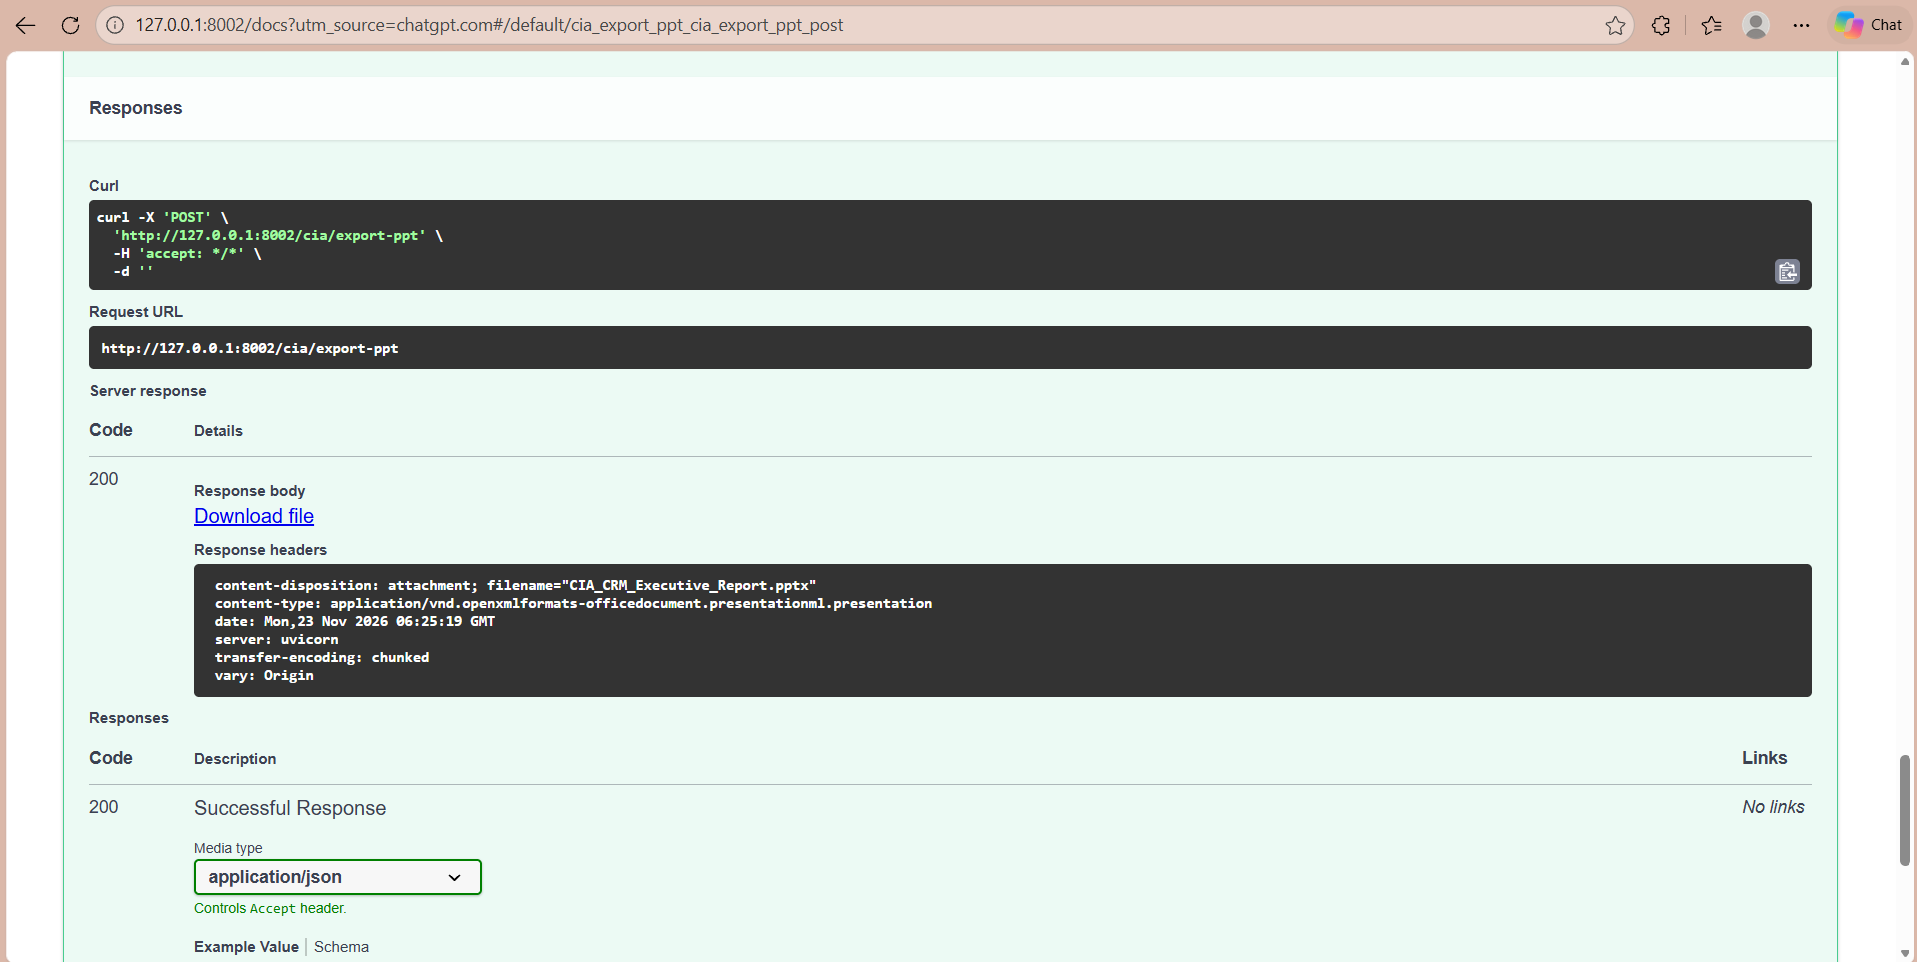 127.0.0.1:8002/docs?utm_source=chatgpt.com#/default/cia_export_ppt_cia_export_ppt_post
Chat
Responses
Curl
curl -X 'POST' \
'http://127.0.0.1:8002/cia/export-ppt' \
-H 'accept: */*' \
-d ''
Request URL
http://127.0.0.1:8002/cia/export-ppt
Server response
Code Details
200
Response body
Download file
Response headers
content-disposition: attachment; filename="CIA_CRM_Executive_Report.pptx"
content-type: application/vnd.openxmlformats-officedocument.presentationml.presentation
date: Mon,23 Nov 2026 06:25:19 GMT
server: uvicorn
transfer-encoding: chunked
vary: Origin
Responses
Code Description Links
200 Successful Response No links
Media type
application/json
Controls Accept header.
Example Value | Schema